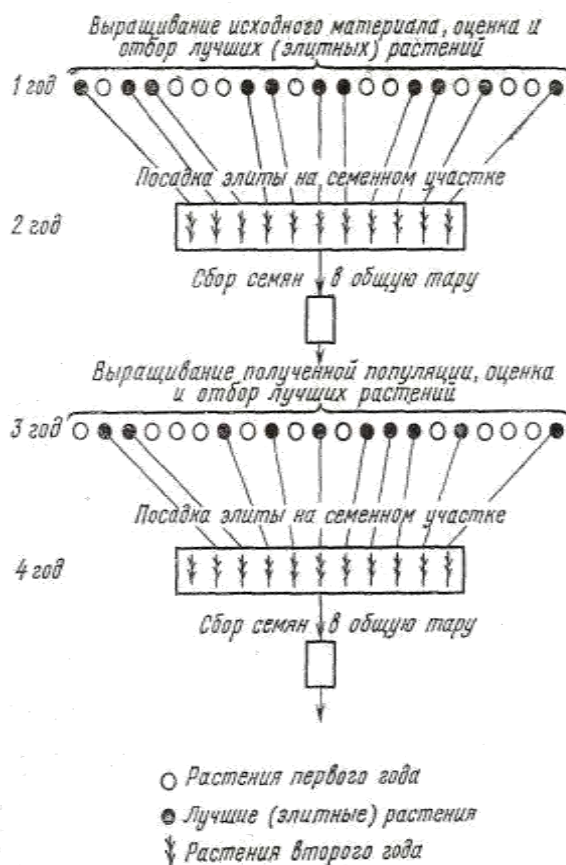 Выращивание исходного материала, оценка и
отбор лучших (элитных) растений
1 год
Посадка элиты на семенном участке
2 год
Сбор семян в общую тару
Выращивание полученной популяции, оценка
и отбор лучших растений
3 год
Посадка элиты на семенном участке
4 год
Сбор семян в общую тару
Растения первого года
Лучшие (элитные) растения
Растения второго года